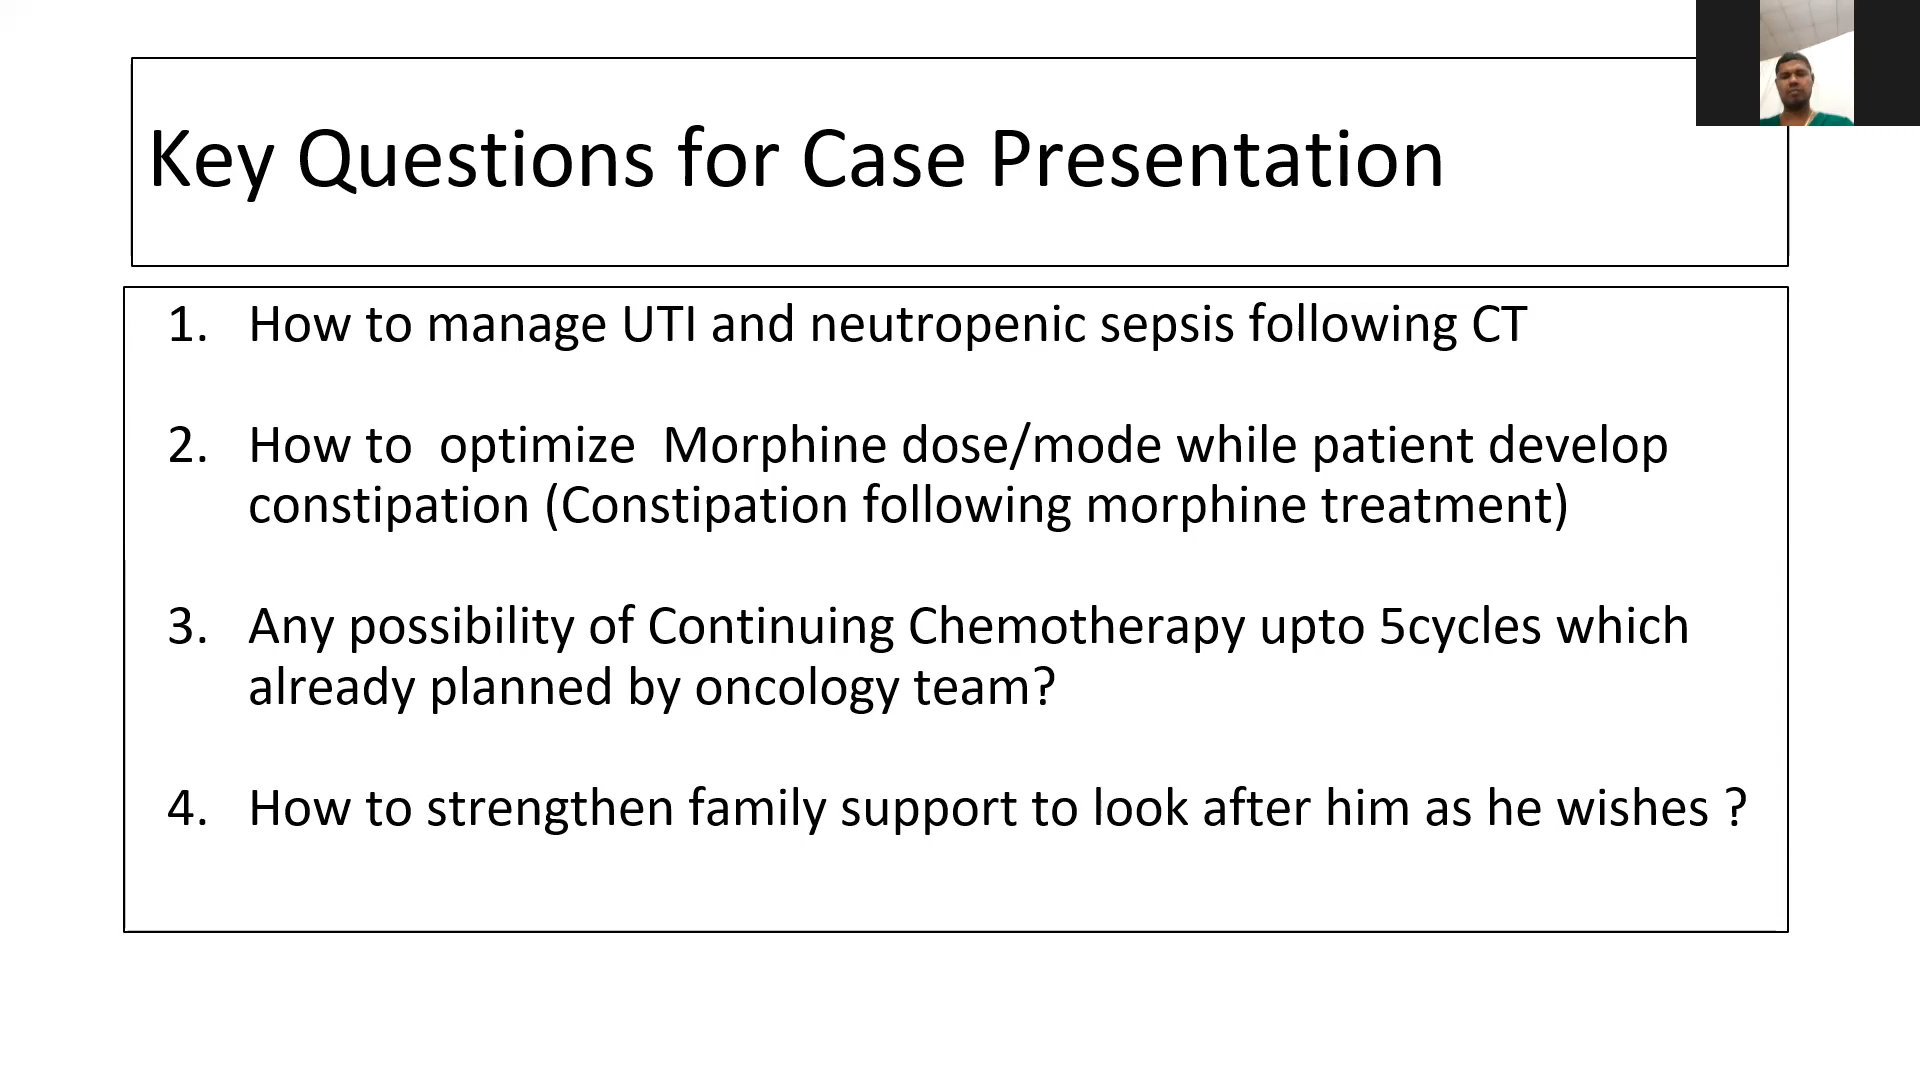 Key Questions for Case Presentation
1. How to manage UTI and neutropenic sepsis following CT
2. How to  optimize  Morphine dose/mode while patient develop
constipation (Constipation following morphine treatment)
3. Any possibility of Continuing Chemotherapy upto 5cycles which
already planned by oncology team?
4. How to strengthen family support to look after him as he wishes ?